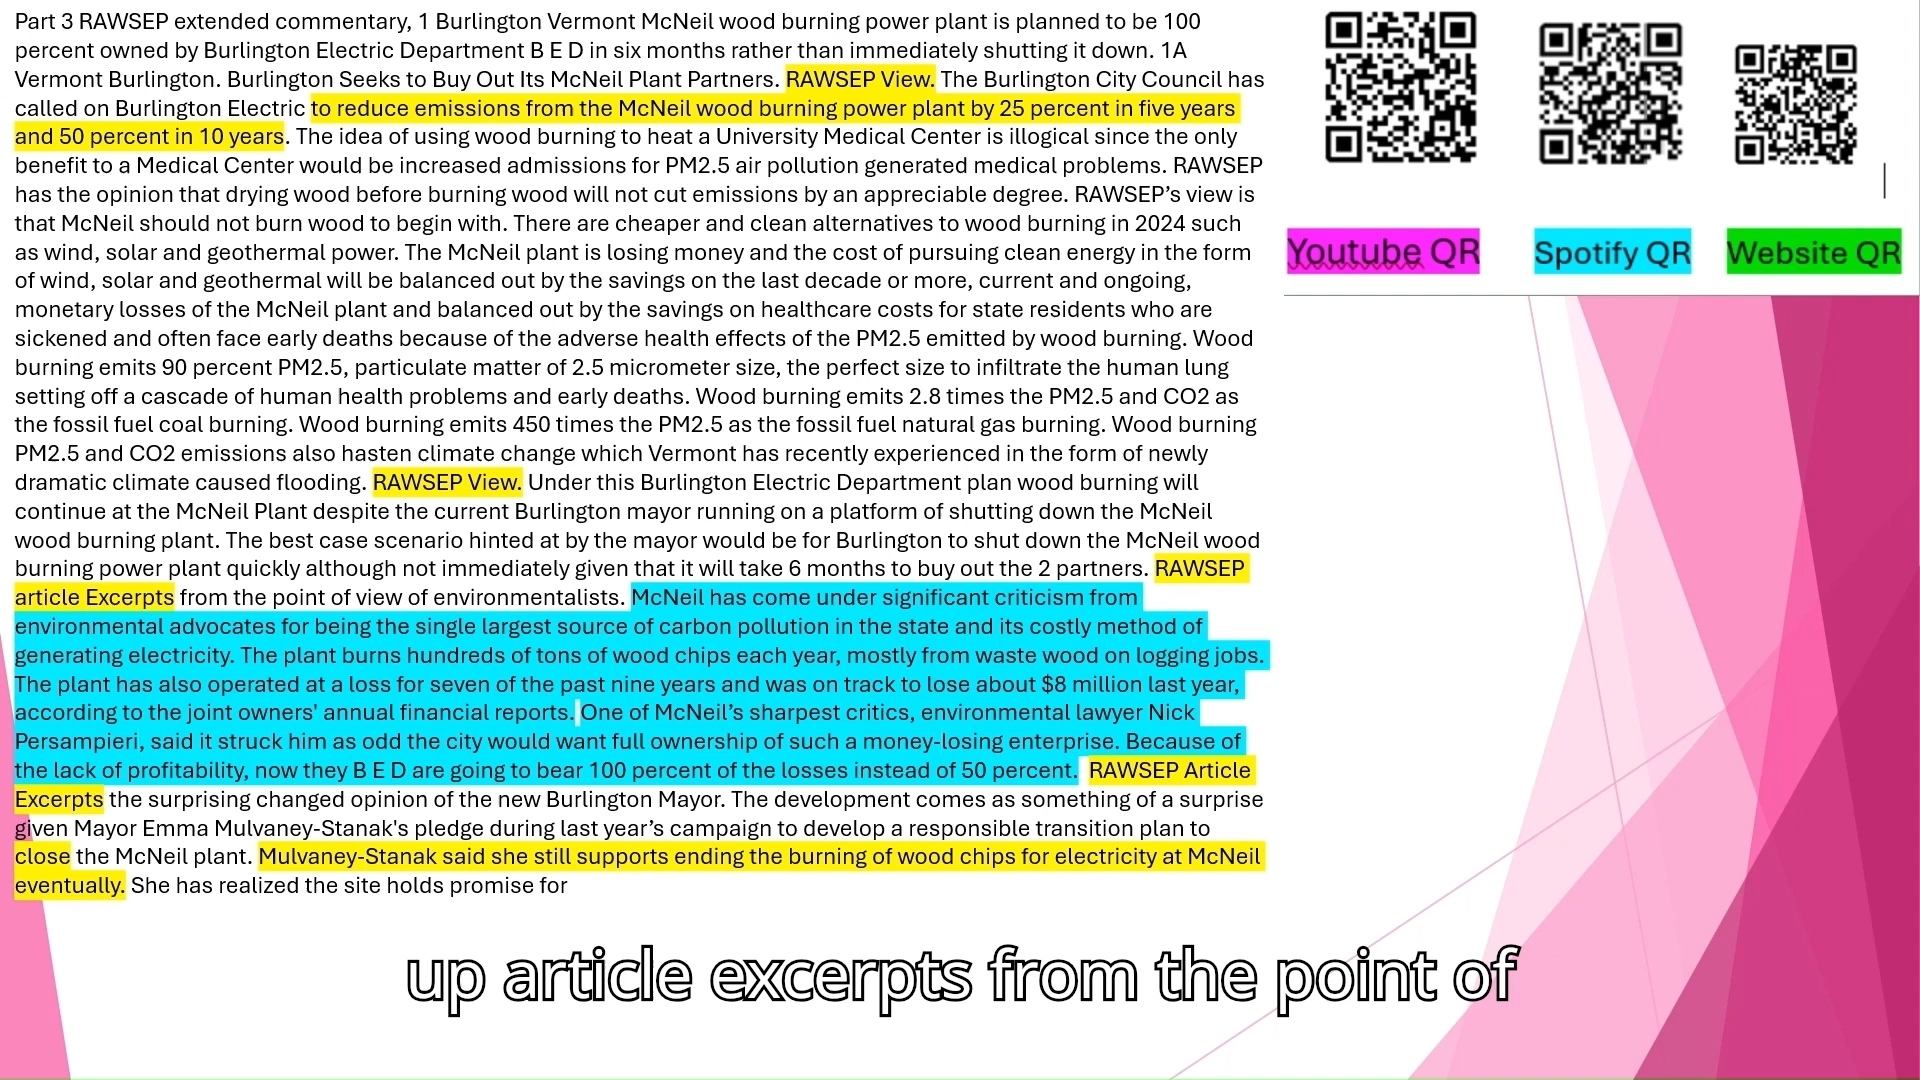 Part 3 RAWSEP extended commentary, 1 Burlington Vermont McNeil wood burning power plant is planned to be 100
percent owned by Burlington Electric Department B E D in six months rather than immediately shutting it down. 1A
Vermont Burlington. Burlington Seeks to Buy Out Its McNeil Plant Partners. RAWSEP View. The Burlington City Council has
called on Burlington Electric to reduce emissions from the McNeil wood burning power plant by 25 percent in five years
and 50 percent in 10 years. The idea of using wood burning to heat a University Medical Center is illogical since the only
benefit to a Medical Center would be increased admissions for PM2.5 air pollution generated medical problems. RAWSEP
has the opinion that drying wood before burning wood will not cut emissions by an appreciable degree. RAWSEP’s view is
that McNeil should not burn wood to begin with. There are cheaper and clean alternatives to wood burning in 2024 such
as wind, solar and geothermal power. The McNeil plant is losing money and the cost of pursuing clean energy in the form
of wind, solar and geothermal will be balanced out by the savings on the last decade or more, current and ongoing,
monetary losses of the McNeil plant and balanced out by the savings on healthcare costs for state residents who are
sickened and often face early deaths because of the adverse health effects of the PM2.5 emitted by wood burning. Wood
burning emits 90 percent PM2.5, particulate matter of 2.5 micrometer size, the perfect size to infiltrate the human lung
setting off a cascade of human health problems and early deaths. Wood burning emits 2.8 times the PM2.5 and CO2 as
the fossil fuel coal burning. Wood burning emits 450 times the PM2.5 as the fossil fuel natural gas burning. Wood burning
PM2.5 and CO2 emissions also hasten climate change which Vermont has recently experienced in the form of newly
dramatic climate caused flooding. RAWSEP View. Under this Burlington Electric Department plan wood burning will
continue at the McNeil Plant despite the current Burlington mayor running on a platform of shutting down the McNeil
wood burning plant. The best case scenario hinted at by the mayor would be for Burlington to shut down the McNeil wood
burning power plant quickly although not immediately given that it will take 6 months to buy out the 2 partners. RAWSEP
article Excerpts from the point of view of environmentalists. McNeil has come under significant criticism from
environmental advocates for being the single largest source of carbon pollution in the state and its costly method of
generating electricity. The plant burns hundreds of tons of wood chips each year, mostly from waste wood on logging jobs.
The plant has also operated at a loss for seven of the past nine years and was on track to lose about $8 million last year,
according to the joint owners' annual financial reports. One of McNeil’s sharpest critics, environmental lawyer Nick
Persampieri, said it struck him as odd the city would want full ownership of such a money-losing enterprise. Because of
the lack of profitability, now they B E D are going to bear 100 percent of the losses instead of 50 percent. RAWSEP Article
Excerpts the surprising changed opinion of the new Burlington Mayor. The development comes as something of a surprise
given Mayor Emma Mulvaney-Stanak's pledge during last year’s campaign to develop a responsible transition plan to
close the McNeil plant. Mulvaney-Stanak said she still supports ending the burning of wood chips for electricity at McNeil
eventually. She has realized the site holds promise for
Youtube QR
Spotify QR
Website QR
up article excerpts from the point of